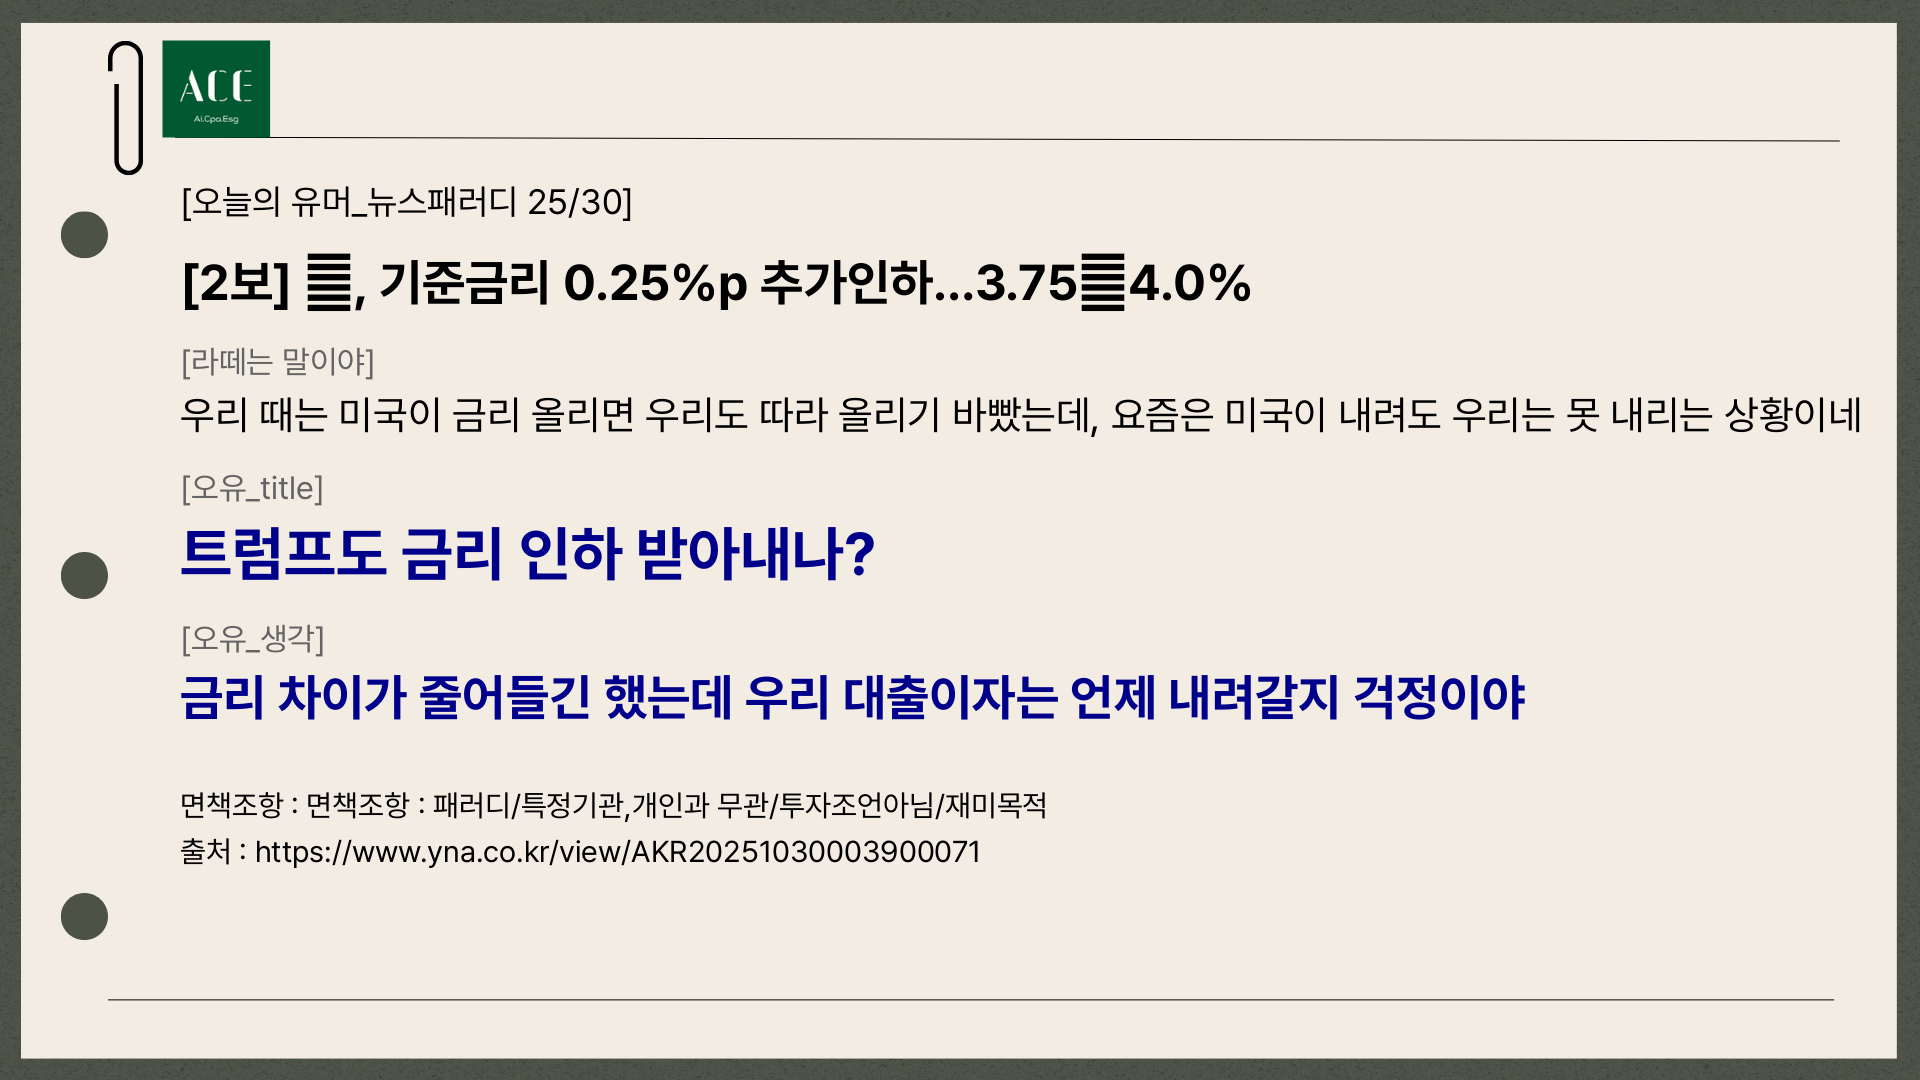 ACE
Ai.Cpa.Esg
[오늘의 유머_뉴스패러디 25/30]
[2보] , 기준금리 0.25%p 추가인하...3.75 4.0%
[라떼는 말이야]
우리 때는 미국이 금리 올리면 우리도 따라 올리기 바빴는데, 요즘은 미국이 내려도 우리는 못 내리는 상황이네
[오유_title]
트럼프도 금리 인하 받아내나?
[오유_생각]
금리 차이가 줄어들긴 했는데 우리 대출이자는 언제 내려갈지 걱정이야
면책조항 : 면책조항 : 패러디/특정기관,개인과 무관/투자조언아님/재미목적
출처 : https://www.yna.co.kr/view/AKR20251030003900071